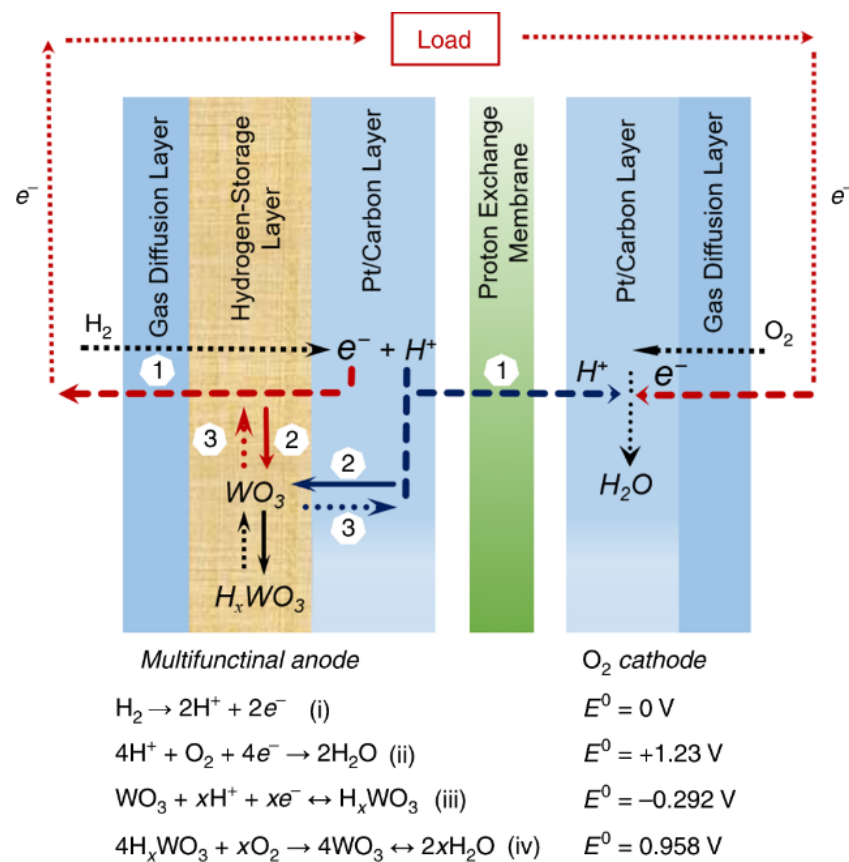 Load
e⁻
e⁻
Gas Diffusion Layer
Hydrogen-Storage
Layer
Pt/Carbon Layer
Proton Exchange
Membrane
Pt/Carbon Layer
Gas Diffusion Layer
H₂
O₂
e⁻ + H⁺
1
1
H⁺
e⁻
3
2
2
WO₃
3
H₂O
HₓWO₃
Multifunctinal anode
O₂ cathode
H₂ → 2H⁺ + 2e⁻ (i) E⁰ = 0 V
4H⁺ + O₂ + 4e⁻ → 2H₂O (ii) E⁰ = +1.23 V
WO₃ + xH⁺ + xe⁻ ↔ HₓWO₃ (iii) E⁰ = –0.292 V
4HₓWO₃ + xO₂ → 4WO₃ ↔ 2xH₂O (iv) E⁰ = 0.958 V